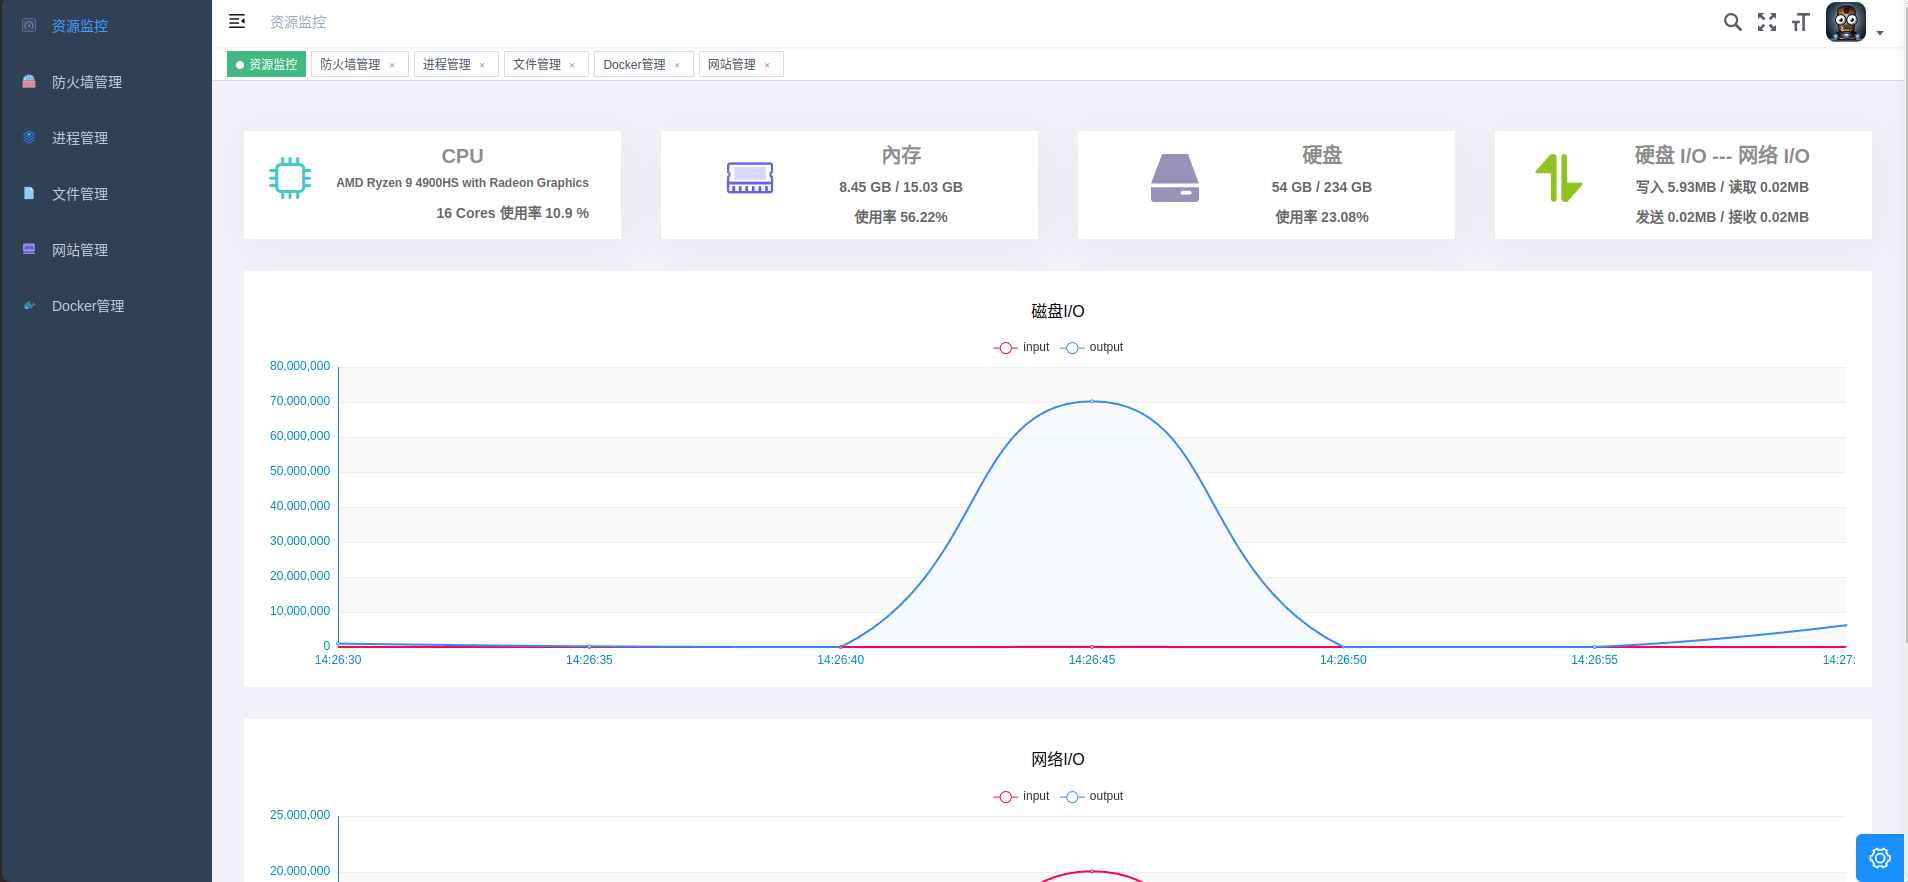 资源监控
防火墙管理
进程管理
文件管理
网站管理
Docker管理
资源监控
资源监控
防火墙管理 ×
进程管理 ×
文件管理 ×
Docker管理 ×
网站管理 ×
CPU
AMD Ryzen 9 4900HS with Radeon Graphics
16 Cores 使用率 10.9 %
內存
8.45 GB / 15.03 GB
使用率 56.22%
硬盘
54 GB / 234 GB
使用率 23.08%
硬盘 I/O --- 网络 I/O
写入 5.93MB / 读取 0.02MB
发送 0.02MB / 接收 0.02MB
磁盘I/O
input output
80,000,000
70,000,000
60,000,000
50,000,000
40,000,000
30,000,000
20,000,000
10,000,000
0
14:26:30 14:26:35 14:26:40 14:26:45 14:26:50 14:26:55 14:27:
网络I/O
input output
25,000,000
20,000,000